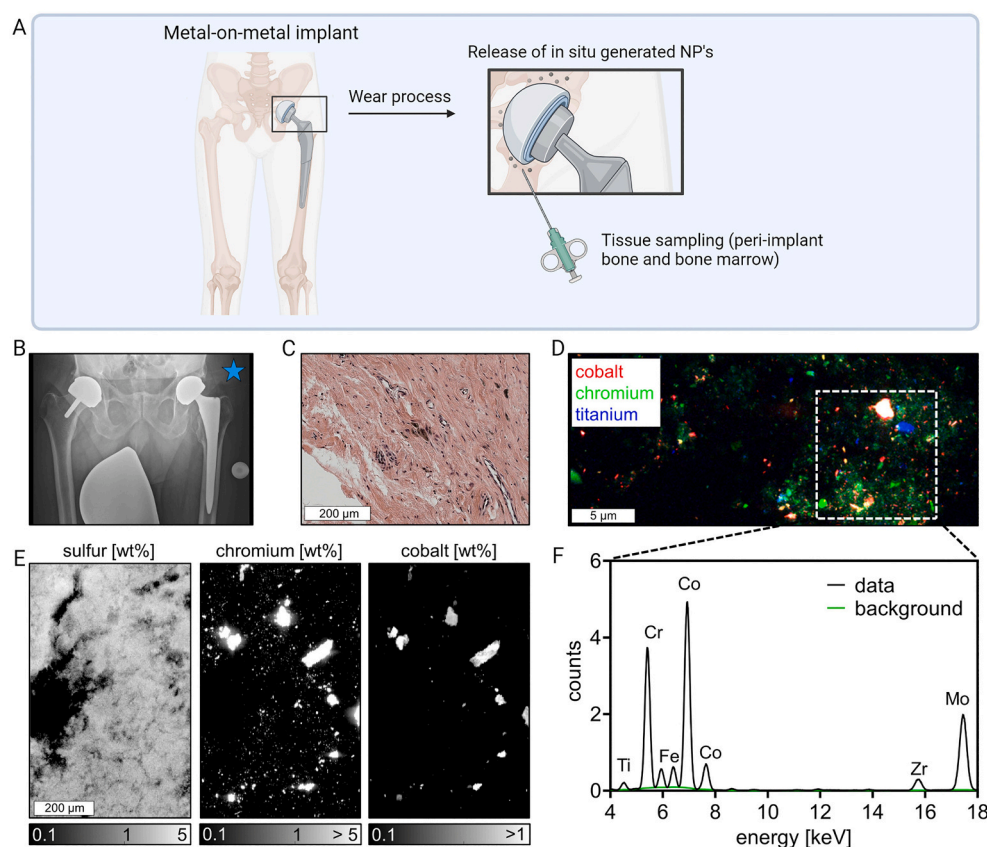 A
Metal-on-metal implant
Wear process
Release of in situ generated NP's
Tissue sampling (peri-implant
bone and bone marrow)
B
C
200 µm
D
cobalt
chromium
titanium
5 µm
E
sulfur [wt%]
chromium [wt%]
cobalt [wt%]
200 µm
0.1 1 5
0.1 1 > 5
0.1 >1
F
6
4
2
0
counts
Ti
Cr
Fe
Co
Co
Zr
Mo
data
background
4 6 8 10 12 14 16 18
energy [keV]